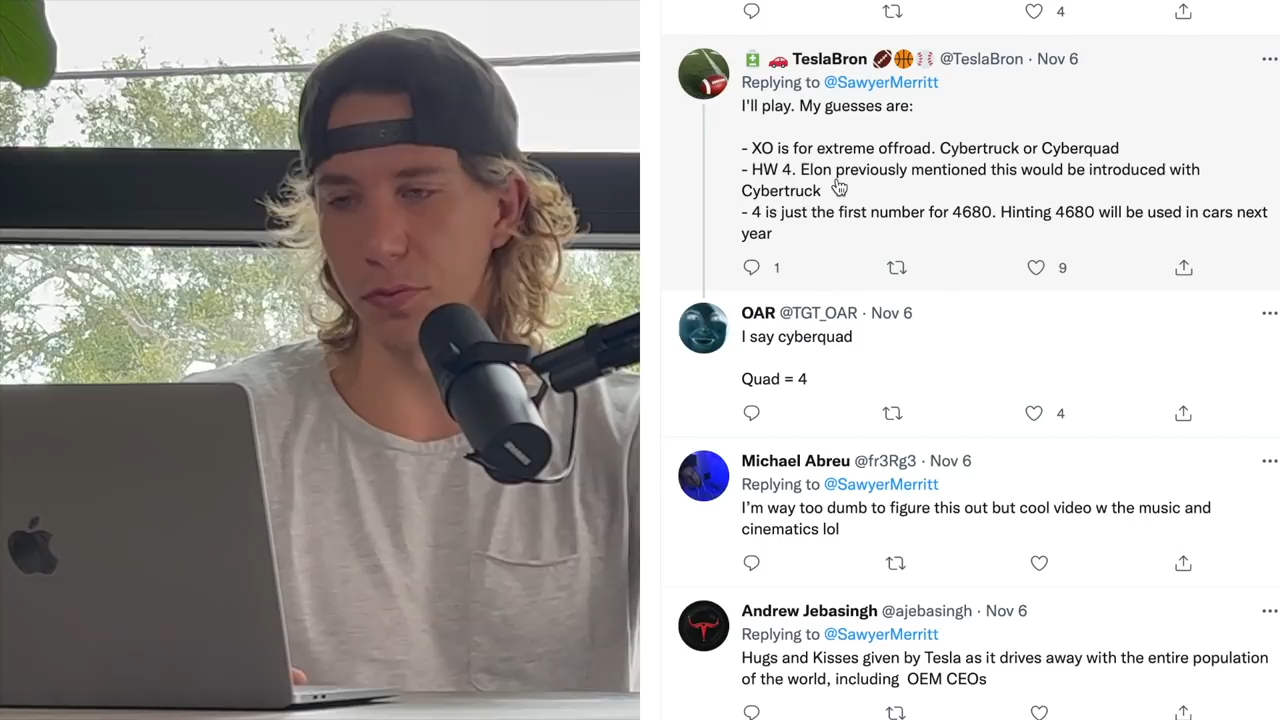 4
TeslaBron @TeslaBron · Nov 6
Replying to @SawyerMerritt
I'll play. My guesses are:
- XO is for extreme offroad. Cybertruck or Cyberquad
- HW 4. Elon previously mentioned this would be introduced with
Cybertruck
- 4 is just the first number for 4680. Hinting 4680 will be used in cars next
year
1 9
OAR @TGT_OAR · Nov 6
I say cyberquad
Quad = 4
4
Michael Abreu @fr3Rg3 · Nov 6
Replying to @SawyerMerritt
I'm way too dumb to figure this out but cool video w the music and
cinematics lol
Andrew Jebasingh @ajebasingh · Nov 6
Replying to @SawyerMerritt
Hugs and Kisses given by Tesla as it drives away with the entire population
of the world, including OEM CEOs